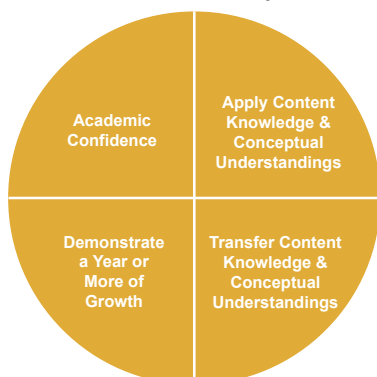 Academic
Confidence
Apply Content
Knowledge &
Conceptual
Understandings
Demonstrate
a Year or
More of
Growth
Transfer Content
Knowledge &
Conceptual
Understandings